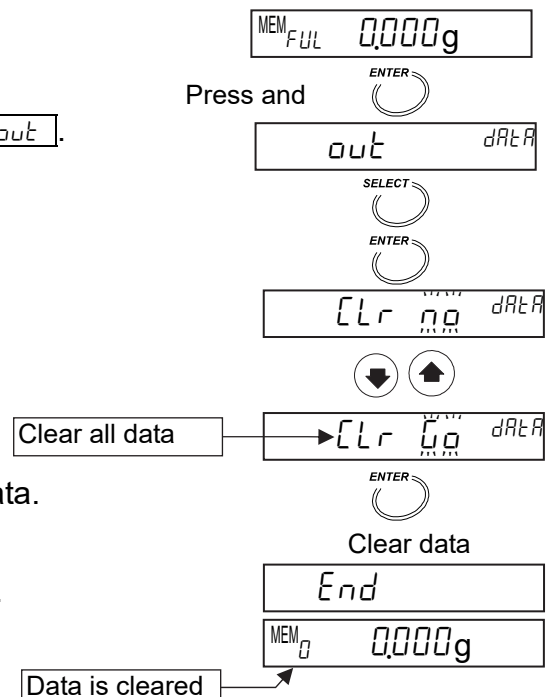 MEM FUL 0.000g
ENTER
Press and
out .
out dAtA
SELECT
ENTER
CLr no dAtA
CLr Go dAtA
Clear all data
ENTER
ata.
Clear data
End
MEM 0 0.000g
Data is cleared